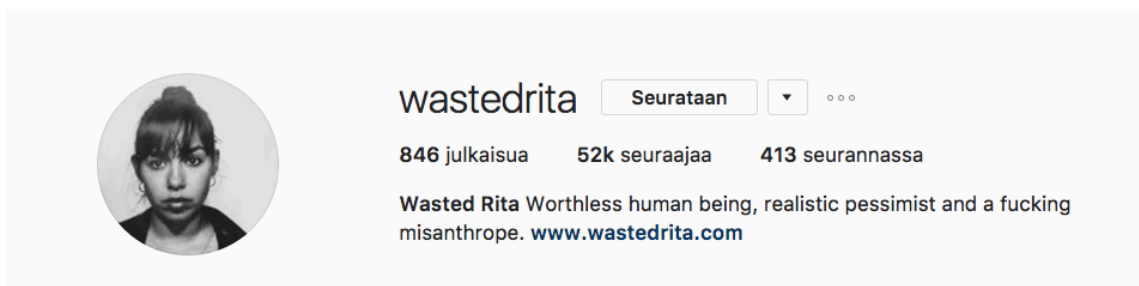 wastedrita Seurataan
846 julkaisua 52k seuraajaa 413 seurannassa
Wasted Rita Worthless human being, realistic pessimist and a fucking
misanthrope. www.wastedrita.com